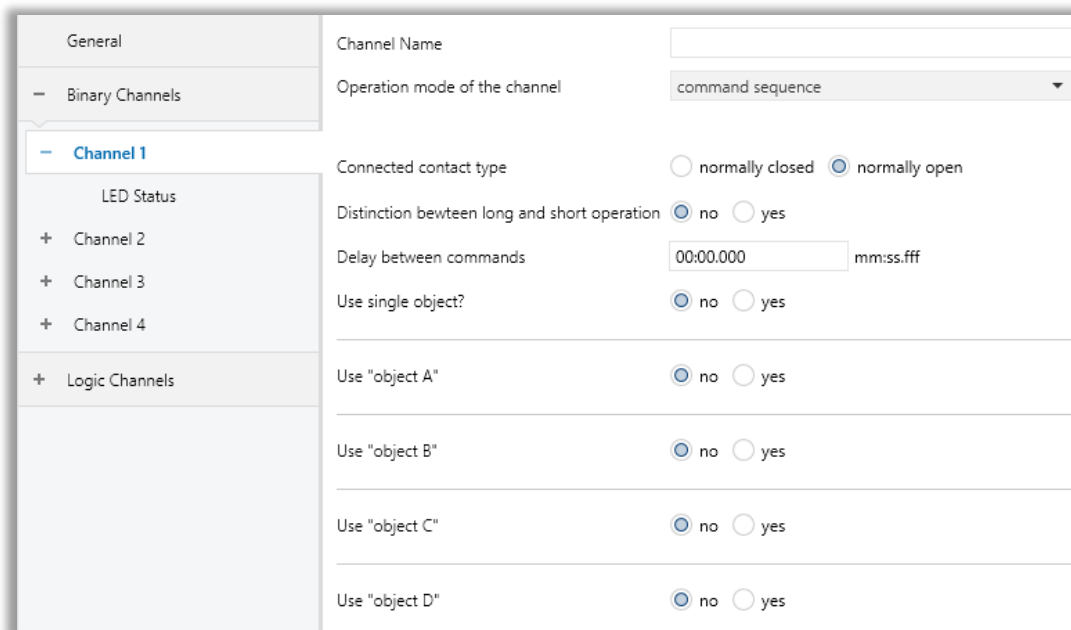 General
Binary Channels
Channel 1
LED Status
Channel 2
Channel 3
Channel 4
Logic Channels
Channel Name
Operation mode of the channel command sequence
Connected contact type normally closed normally open
Distinction bewteen long and short operation no yes
Delay between commands 00:00.000 mm:ss.fff
Use single object? no yes
Use "object A" no yes
Use "object B" no yes
Use "object C" no yes
Use "object D" no yes